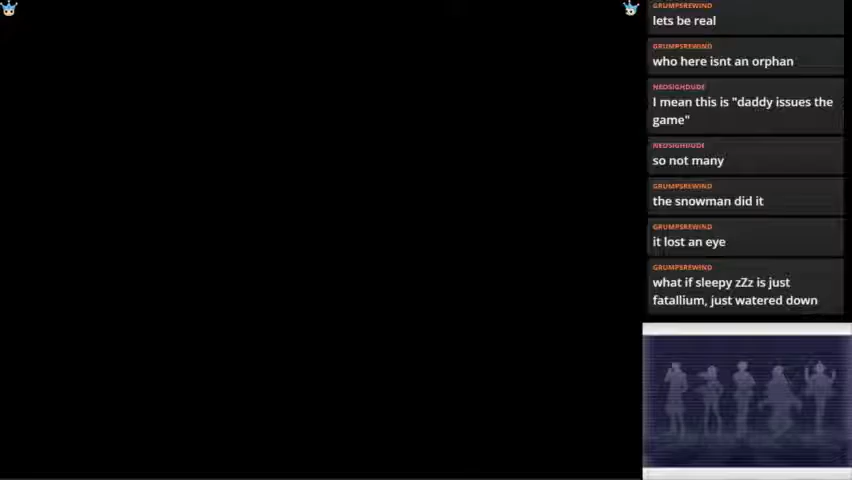 GRUMPSREWIND
lets be real
GRUMPSREWIND
who here isnt an orphan
NEOSIGHDUDE
I mean this is "daddy issues the
game"
NEOSIGHDUDE
so not many
GRUMPSREWIND
the snowman did it
GRUMPSREWIND
it lost an eye
GRUMPSREWIND
what if sleepy zZz is just
fatallium, just watered down